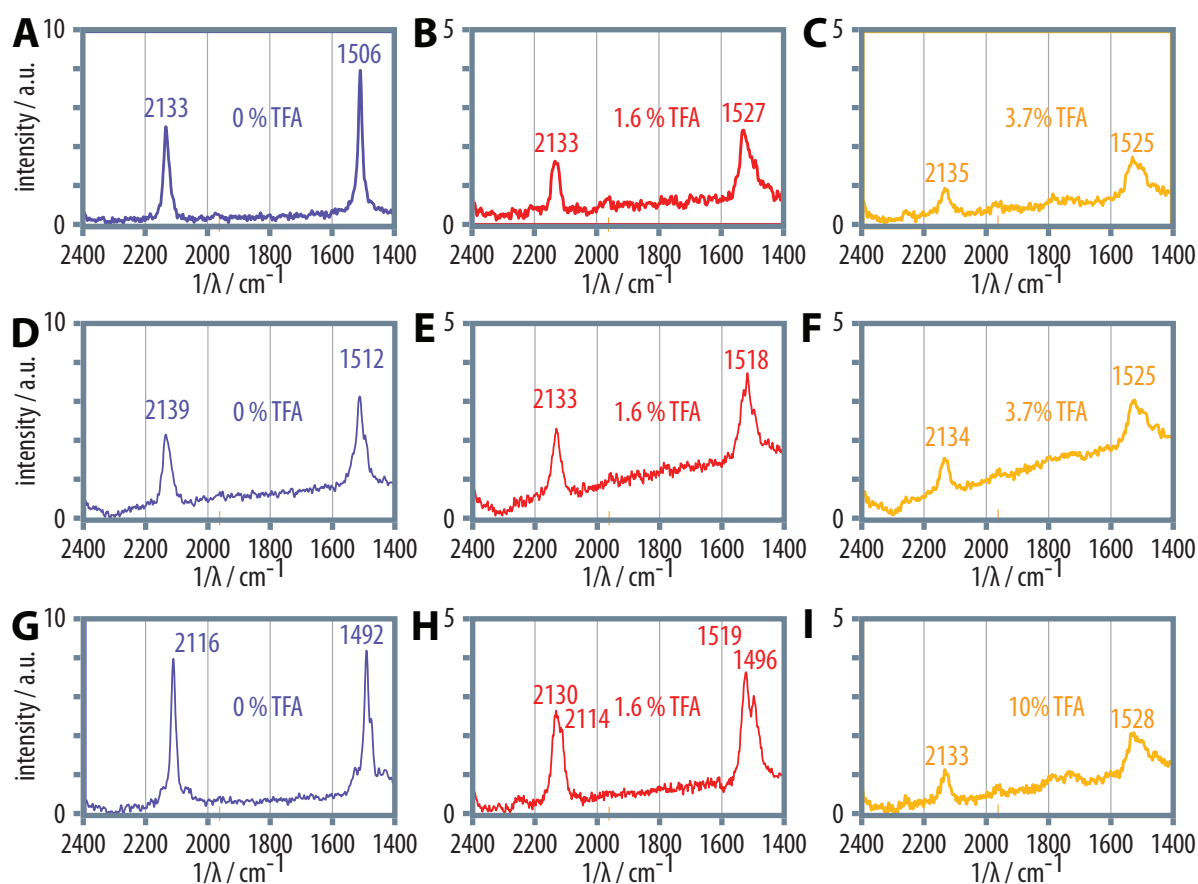 A
10
intensity / a.u.
2133
0 % TFA
1506
0
2400 2200 2000 1800 1600 1400
1/λ / cm⁻¹
B
5
2133
1.6 % TFA
1527
0
2400 2200 2000 1800 1600 1400
1/λ / cm⁻¹
C
5
2135
3.7% TFA
1525
0
2400 2200 2000 1800 1600 1400
1/λ / cm⁻¹
D
10
intensity / a.u.
2139
0 % TFA
1512
0
2400 2200 2000 1800 1600 1400
1/λ / cm⁻¹
E
5
2133
1.6 % TFA
1518
0
2400 2200 2000 1800 1600 1400
1/λ / cm⁻¹
F
5
2134
3.7% TFA
1525
0
2400 2200 2000 1800 1600 1400
1/λ / cm⁻¹
G
10
intensity / a.u.
2116
0 % TFA
1492
0
2400 2200 2000 1800 1600 1400
1/λ / cm⁻¹
H
5
2130
2114
1.6 % TFA
1519
1496
0
2400 2200 2000 1800 1600 1400
1/λ / cm⁻¹
I
5
2133
10% TFA
1528
0
2400 2200 2000 1800 1600 1400
1/λ / cm⁻¹